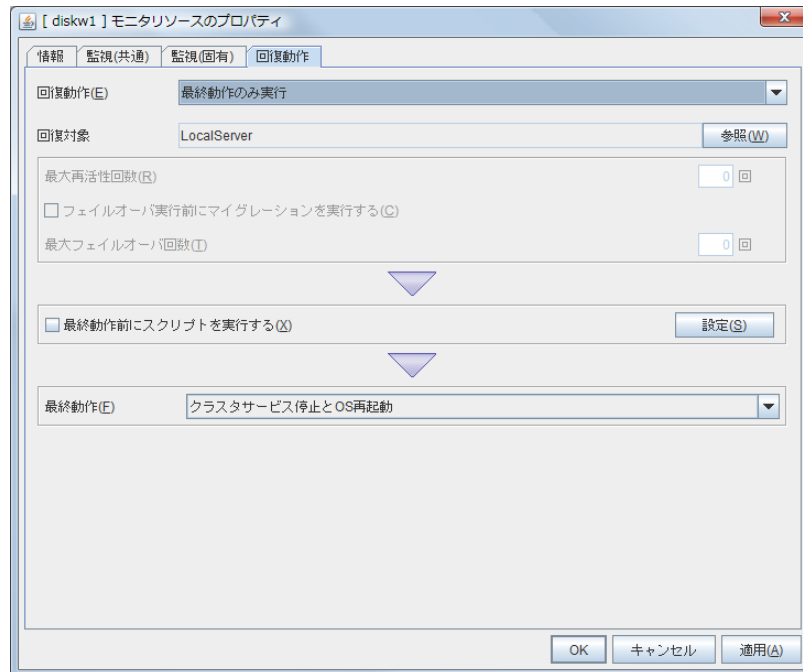 [ diskw1 ] モニタリソースのプロパティ
情報 監視(共通) 監視(固有) 回復動作
回復動作(E) 最終動作のみ実行
回復対象 LocalServer 参照(W)
最大再活性回数(R) 0 回
フェイルオーバ実行前にマイグレーションを実行する(C)
最大フェイルオーバ回数(T) 0 回
最終動作前にスクリプトを実行する(X) 設定(S)
最終動作(F) クラスタサービス停止とOS再起動
OK キャンセル 適用(A)